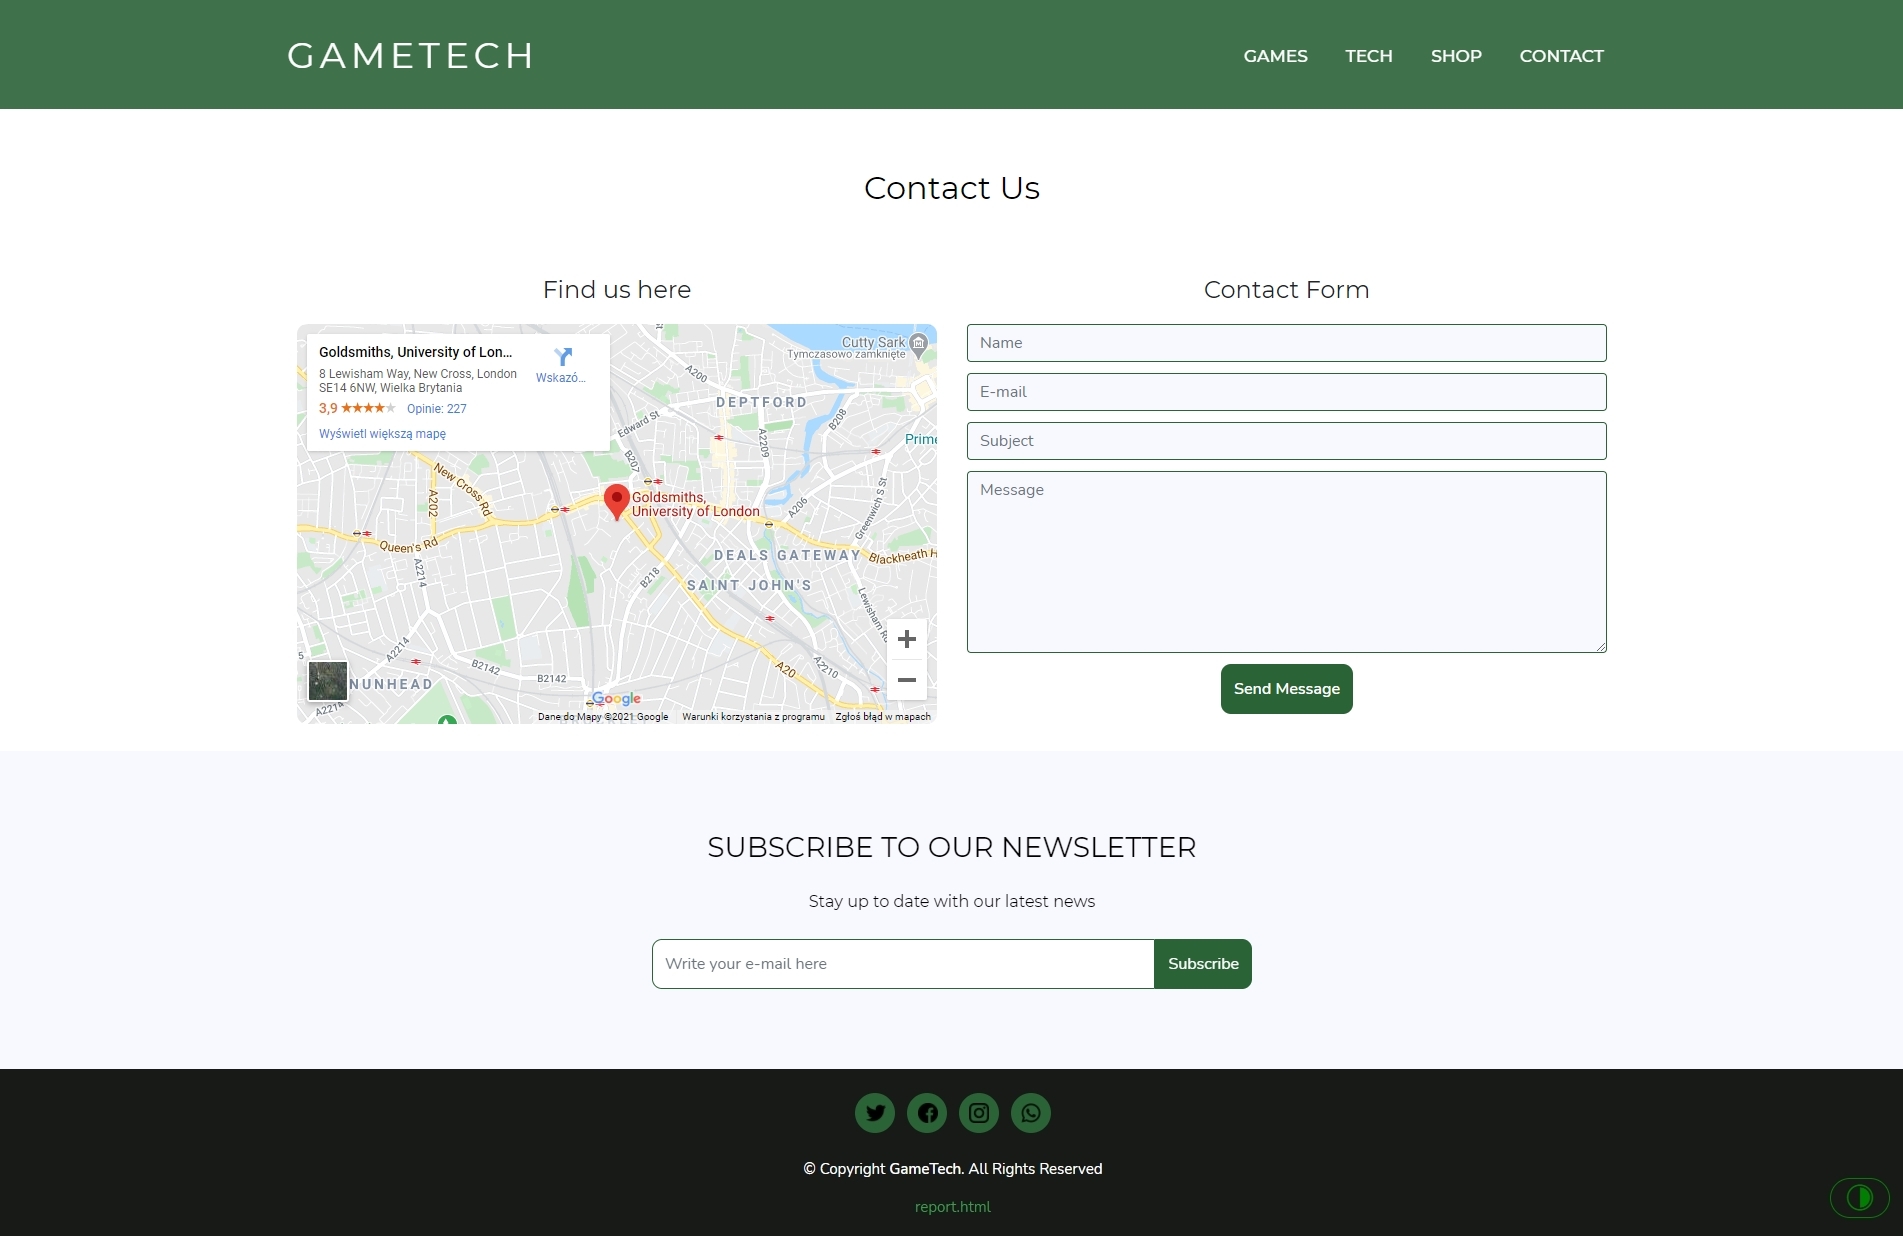 GAMETECH
GAMES TECH SHOP CONTACT
Contact Us
Find us here
Goldsmiths, University of Lon...
8 Lewisham Way, New Cross, London
SE14 6NW, Wielka Brytania
Wskazó...
3,9 Opinie: 227
Wyświetl większą mapę
Cutty Sark
Tymczasowo zamknięte
A200
DEPTFORD
Edward St
B208
A2209
Prime
B207
New Cross Rd
A202
Goldsmiths,
University of London
A206
Greenwich S St
Queen's Rd
DEALS GATEWAY
Blackheath H
A2214
B218
SAINT JOHN'S
Lewisham Rd
A2214
B2142
B2142
A20
A2210
NUNHEAD
A2214
Google
Dane do Mapy ©2021 Google Warunki korzystania z programu Zgłoś błąd w mapach
Contact Form
Name
E-mail
Subject
Message
Send Message
SUBSCRIBE TO OUR NEWSLETTER
Stay up to date with our latest news
Write your e-mail here Subscribe
© Copyright GameTech. All Rights Reserved
report.html